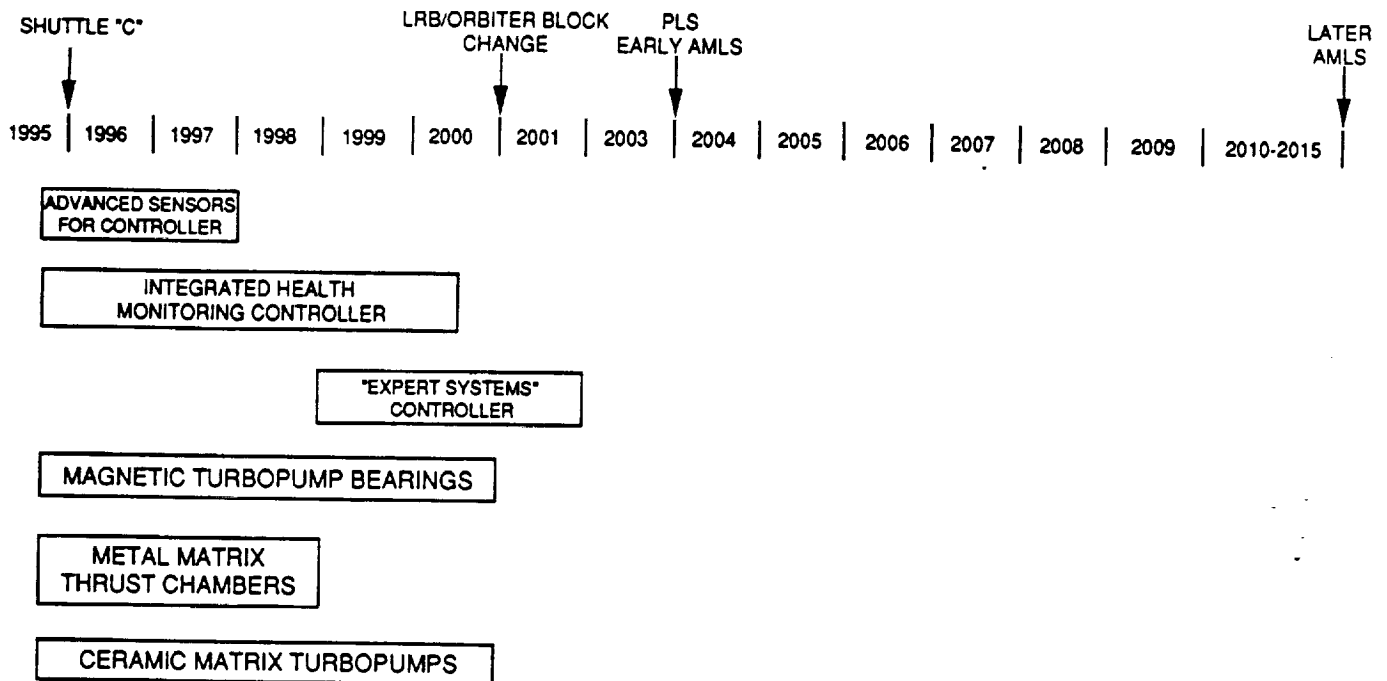 SHUTTLE "C"
LRB/ORBITER BLOCK
CHANGE
PLS
EARLY AMLS
LATER
AMLS
1995 1996 1997 1998 1999 2000 2001 2003 2004 2005 2006 2007 2008 2009 2010-2015
ADVANCED SENSORS
FOR CONTROLLER
INTEGRATED HEALTH
MONITORING CONTROLLER
"EXPERT SYSTEMS"
CONTROLLER
MAGNETIC TURBOPUMP BEARINGS
METAL MATRIX
THRUST CHAMBERS
CERAMIC MATRIX TURBOPUMPS